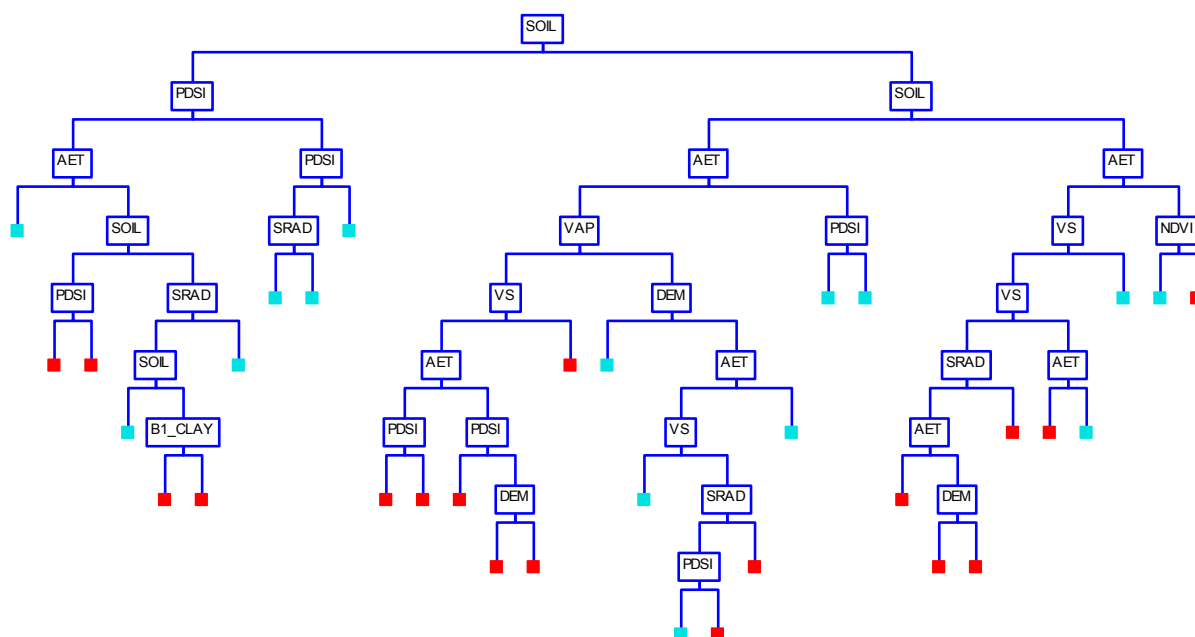 SOIL
PDSI
SOIL
AET
PDSI
AET
AET
SOIL
SRAD
VAP
PDSI
VS
NDVI
PDSI
SRAD
VS
DEM
VS
SOIL
AET
AET
SRAD
AET
B1_CLAY
PDSI
PDSI
VS
AET
DEM
SRAD
DEM
PDSI